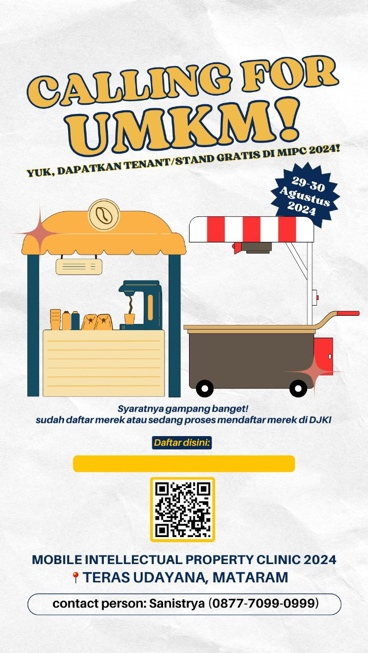 CALLING FOR
UMKM!
YUK, DAPATKAN TENANT/STAND GRATIS DI MIPC 2024!
29-30
Agustus
2024
Syaratnya gampang banget!
sudah daftar merek atau sedang proses mendaftar merek di DJKI
Daftar disini:
MOBILE INTELLECTUAL PROPERTY CLINIC 2024
TERAS UDAYANA, MATARAM
contact person: Sanistrya (0877-7099-0999)